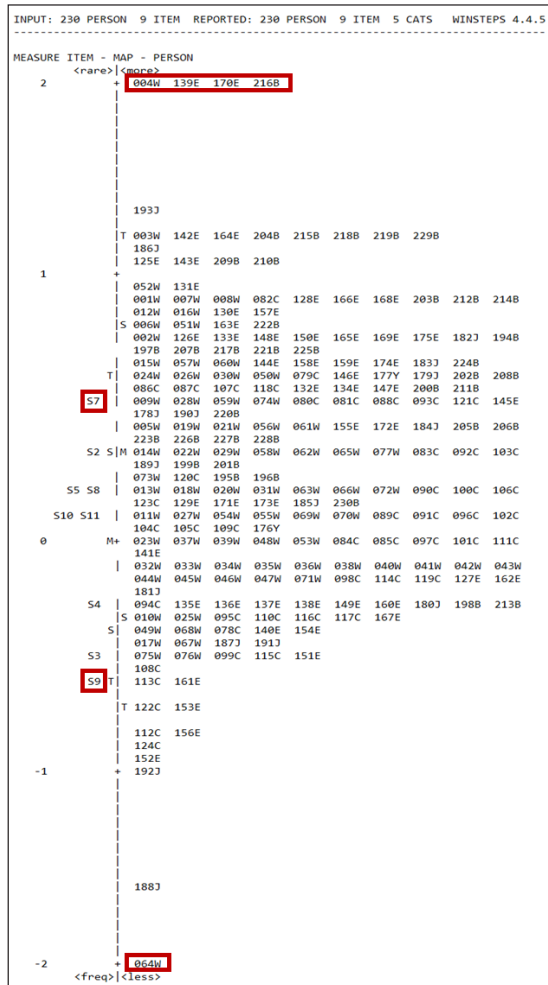 INPUT: 230 PERSON 9 ITEM REPORTED: 230 PERSON 9 ITEM 5 CATS WINSTEPS 4.4.5
MEASURE ITEM - MAP - PERSON
<rare>|<more>
2 + 004W 139E 170E 216B
| 193J
|T 003W 142E 164E 204B 215B 218B 219B 229B
| 186J
| 125E 143E 209B 210B
1 +
| 052W 131E
| 001W 007W 008W 082C 128E 166E 168E 203B 212B 214B
| 012W 016W 130E 157E
|S 006W 051W 163E 222B
| 002W 126E 133E 148E 150E 165E 169E 175E 182J 194B
197B 207B 217B 221B 225B
| 015W 057W 060W 144E 158E 159E 174E 183J 224B
T| 024W 026W 030W 050W 079C 146E 177Y 179J 202B 208B
| 086C 087C 107C 118C 132E 134E 147E 200B 211B
S7 | 009W 028W 059W 074W 080C 081C 088C 093C 121C 145E
178J 190J 220B
| 005W 019W 021W 056W 061W 155E 172E 184J 205B 206B
223B 226B 227B 228B
S2 S|M 014W 022W 029W 058W 062W 065W 077W 083C 092C 103C
189J 199B 201B
| 073W 120C 195B 196B
S5 S8 | 013W 018W 020W 031W 063W 066W 072W 090C 100C 106C
123C 129E 171E 173E 185J 230B
S10 S11 | 011W 027W 054W 055W 069W 070W 089C 091C 096C 102C
104C 105C 109C 176Y
0 M+ 023W 037W 039W 048W 053W 084C 085C 097C 101C 111C
141E
| 032W 033W 034W 035W 036W 038W 040W 041W 042W 043W
044W 045W 046W 047W 071W 098C 114C 119C 127E 162E
181J
S4 | 094C 135E 136E 137E 138E 149E 160E 180J 198B 213B
|S 010W 025W 095C 110C 116C 117C 167E
S| 049W 068W 078C 140E 154E
| 017W 067W 187J 191J
S3 | 075W 076W 099C 115C 151E
| 108C
S9 T| 113C 161E
|T 122C 153E
| 112C 156E
| 124C
| 152E
-1 + 192J
| 188J
-2 + 064W
<freq>|<less>